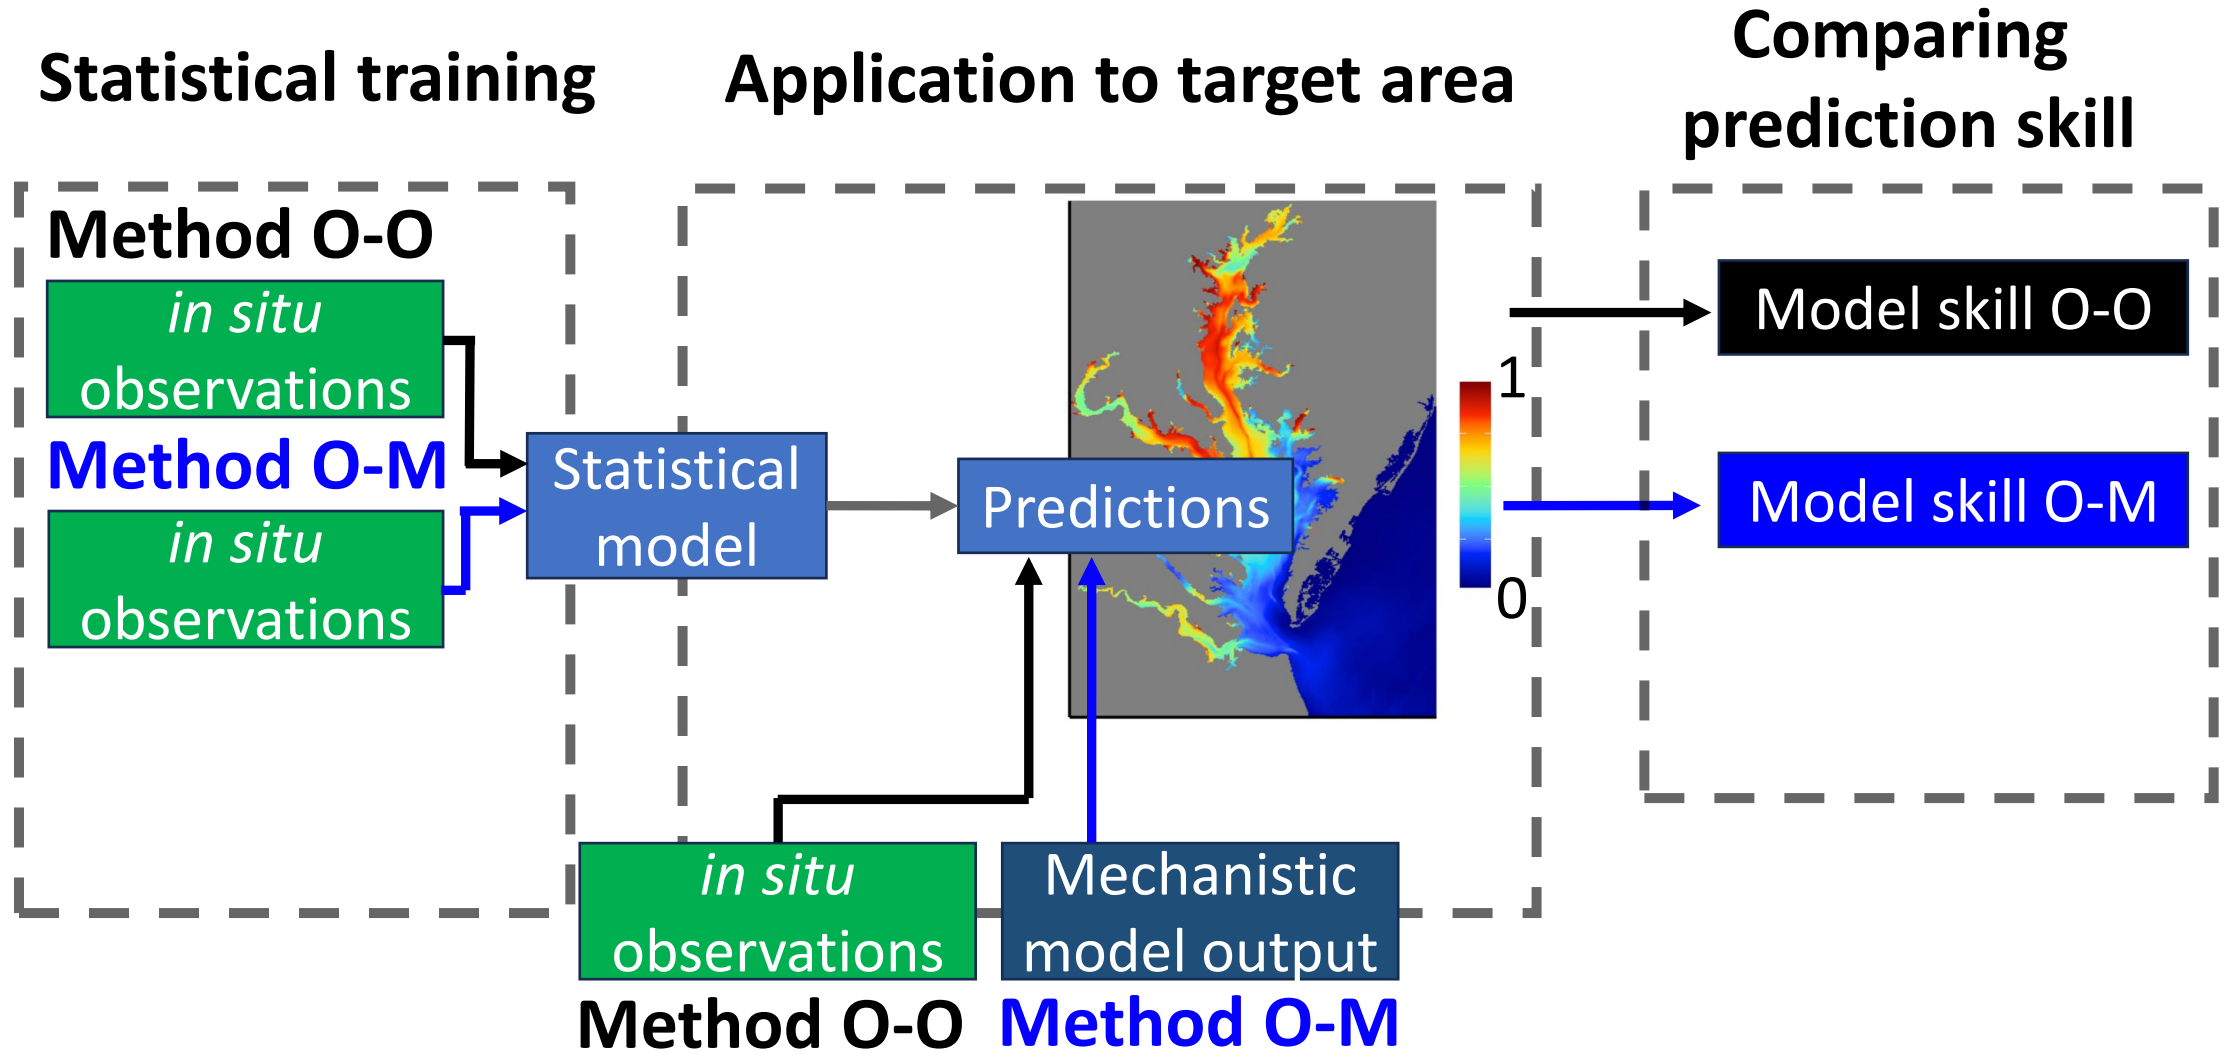 Statistical training
Application to target area
Comparing
prediction skill
Method O-O
in situ
observations
Method O-M
in situ
observations
Statistical
model
Predictions
1
0
Model skill O-O
Model skill O-M
in situ
observations
Method O-O
Mechanistic
model output
Method O-M